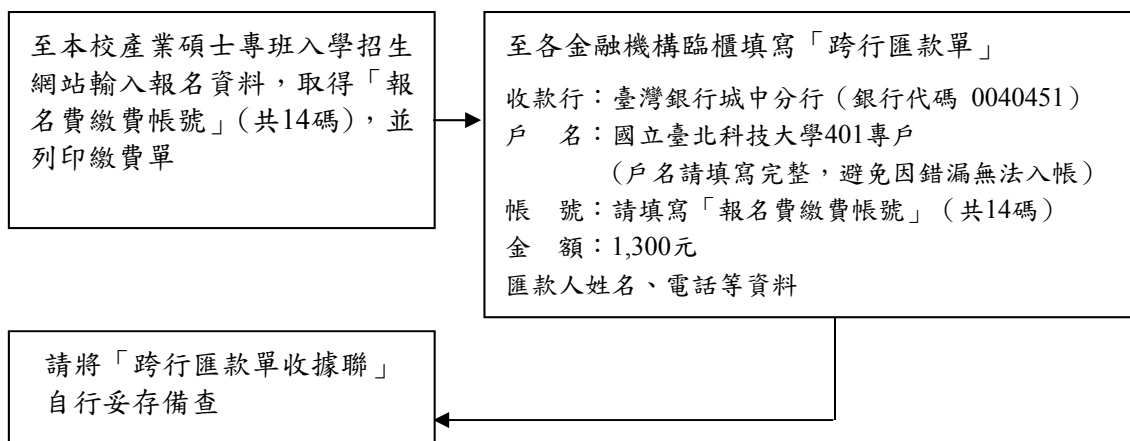 至本校產業碩士專班入學招生
網站輸入報名資料，取得「報
名費繳費帳號」（共14碼），並
列印繳費單
至各金融機構臨櫃填寫「跨行匯款單」
收款行：臺灣銀行城中分行（銀行代碼 0040451）
戶　名：國立臺北科技大學401專戶
（戶名請填寫完整，避免因錯漏無法入帳）
帳　號：請填寫「報名費繳費帳號」（共14碼）
金　額：1,300元
匯款人姓名、電話等資料
請將「跨行匯款單收據聯」
自行妥存備查